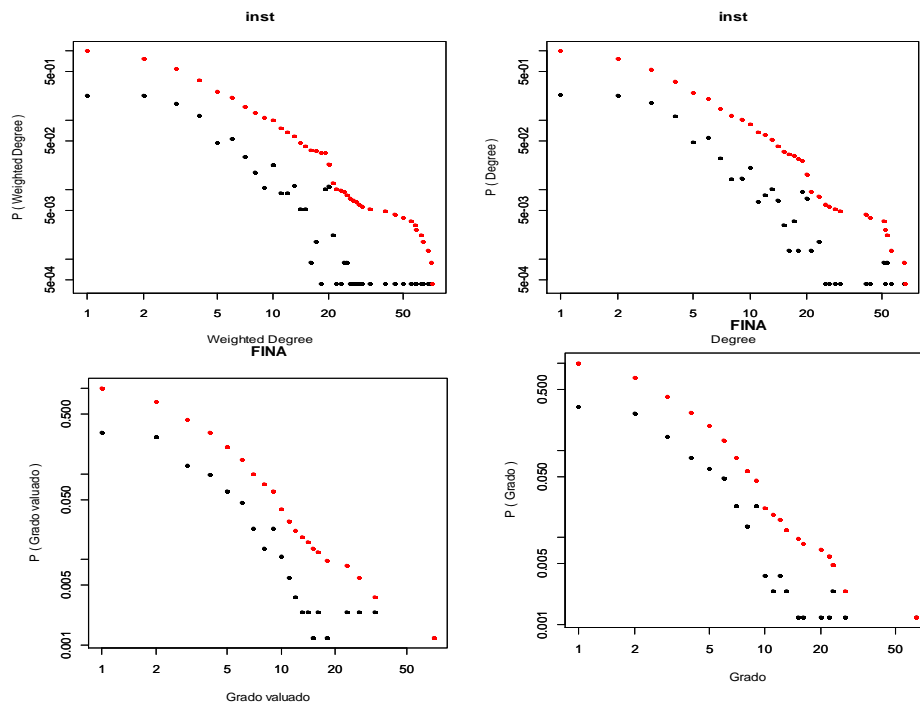 inst
P ( Weighted Degree )
5e-01
5e-02
5e-03
5e-04
1 2 5 10 20 50
Weighted Degree
inst
P ( Degree )
5e-01
5e-02
5e-03
5e-04
1 2 5 10 20 50
Degree
FINA
P ( Grado valuado )
0.500
0.050
0.005
0.001
1 2 5 10 20 50
Grado valuado
FINA
P ( Grado )
0.500
0.050
0.005
0.001
1 2 5 10 20 50
Grado